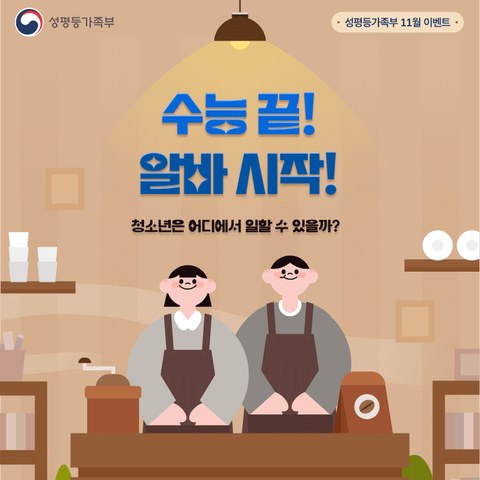 성평등가족부
성평등가족부 11월 이벤트
수능 끝!
알바 시작!
청소년은 어디에서 일할 수 있을까?